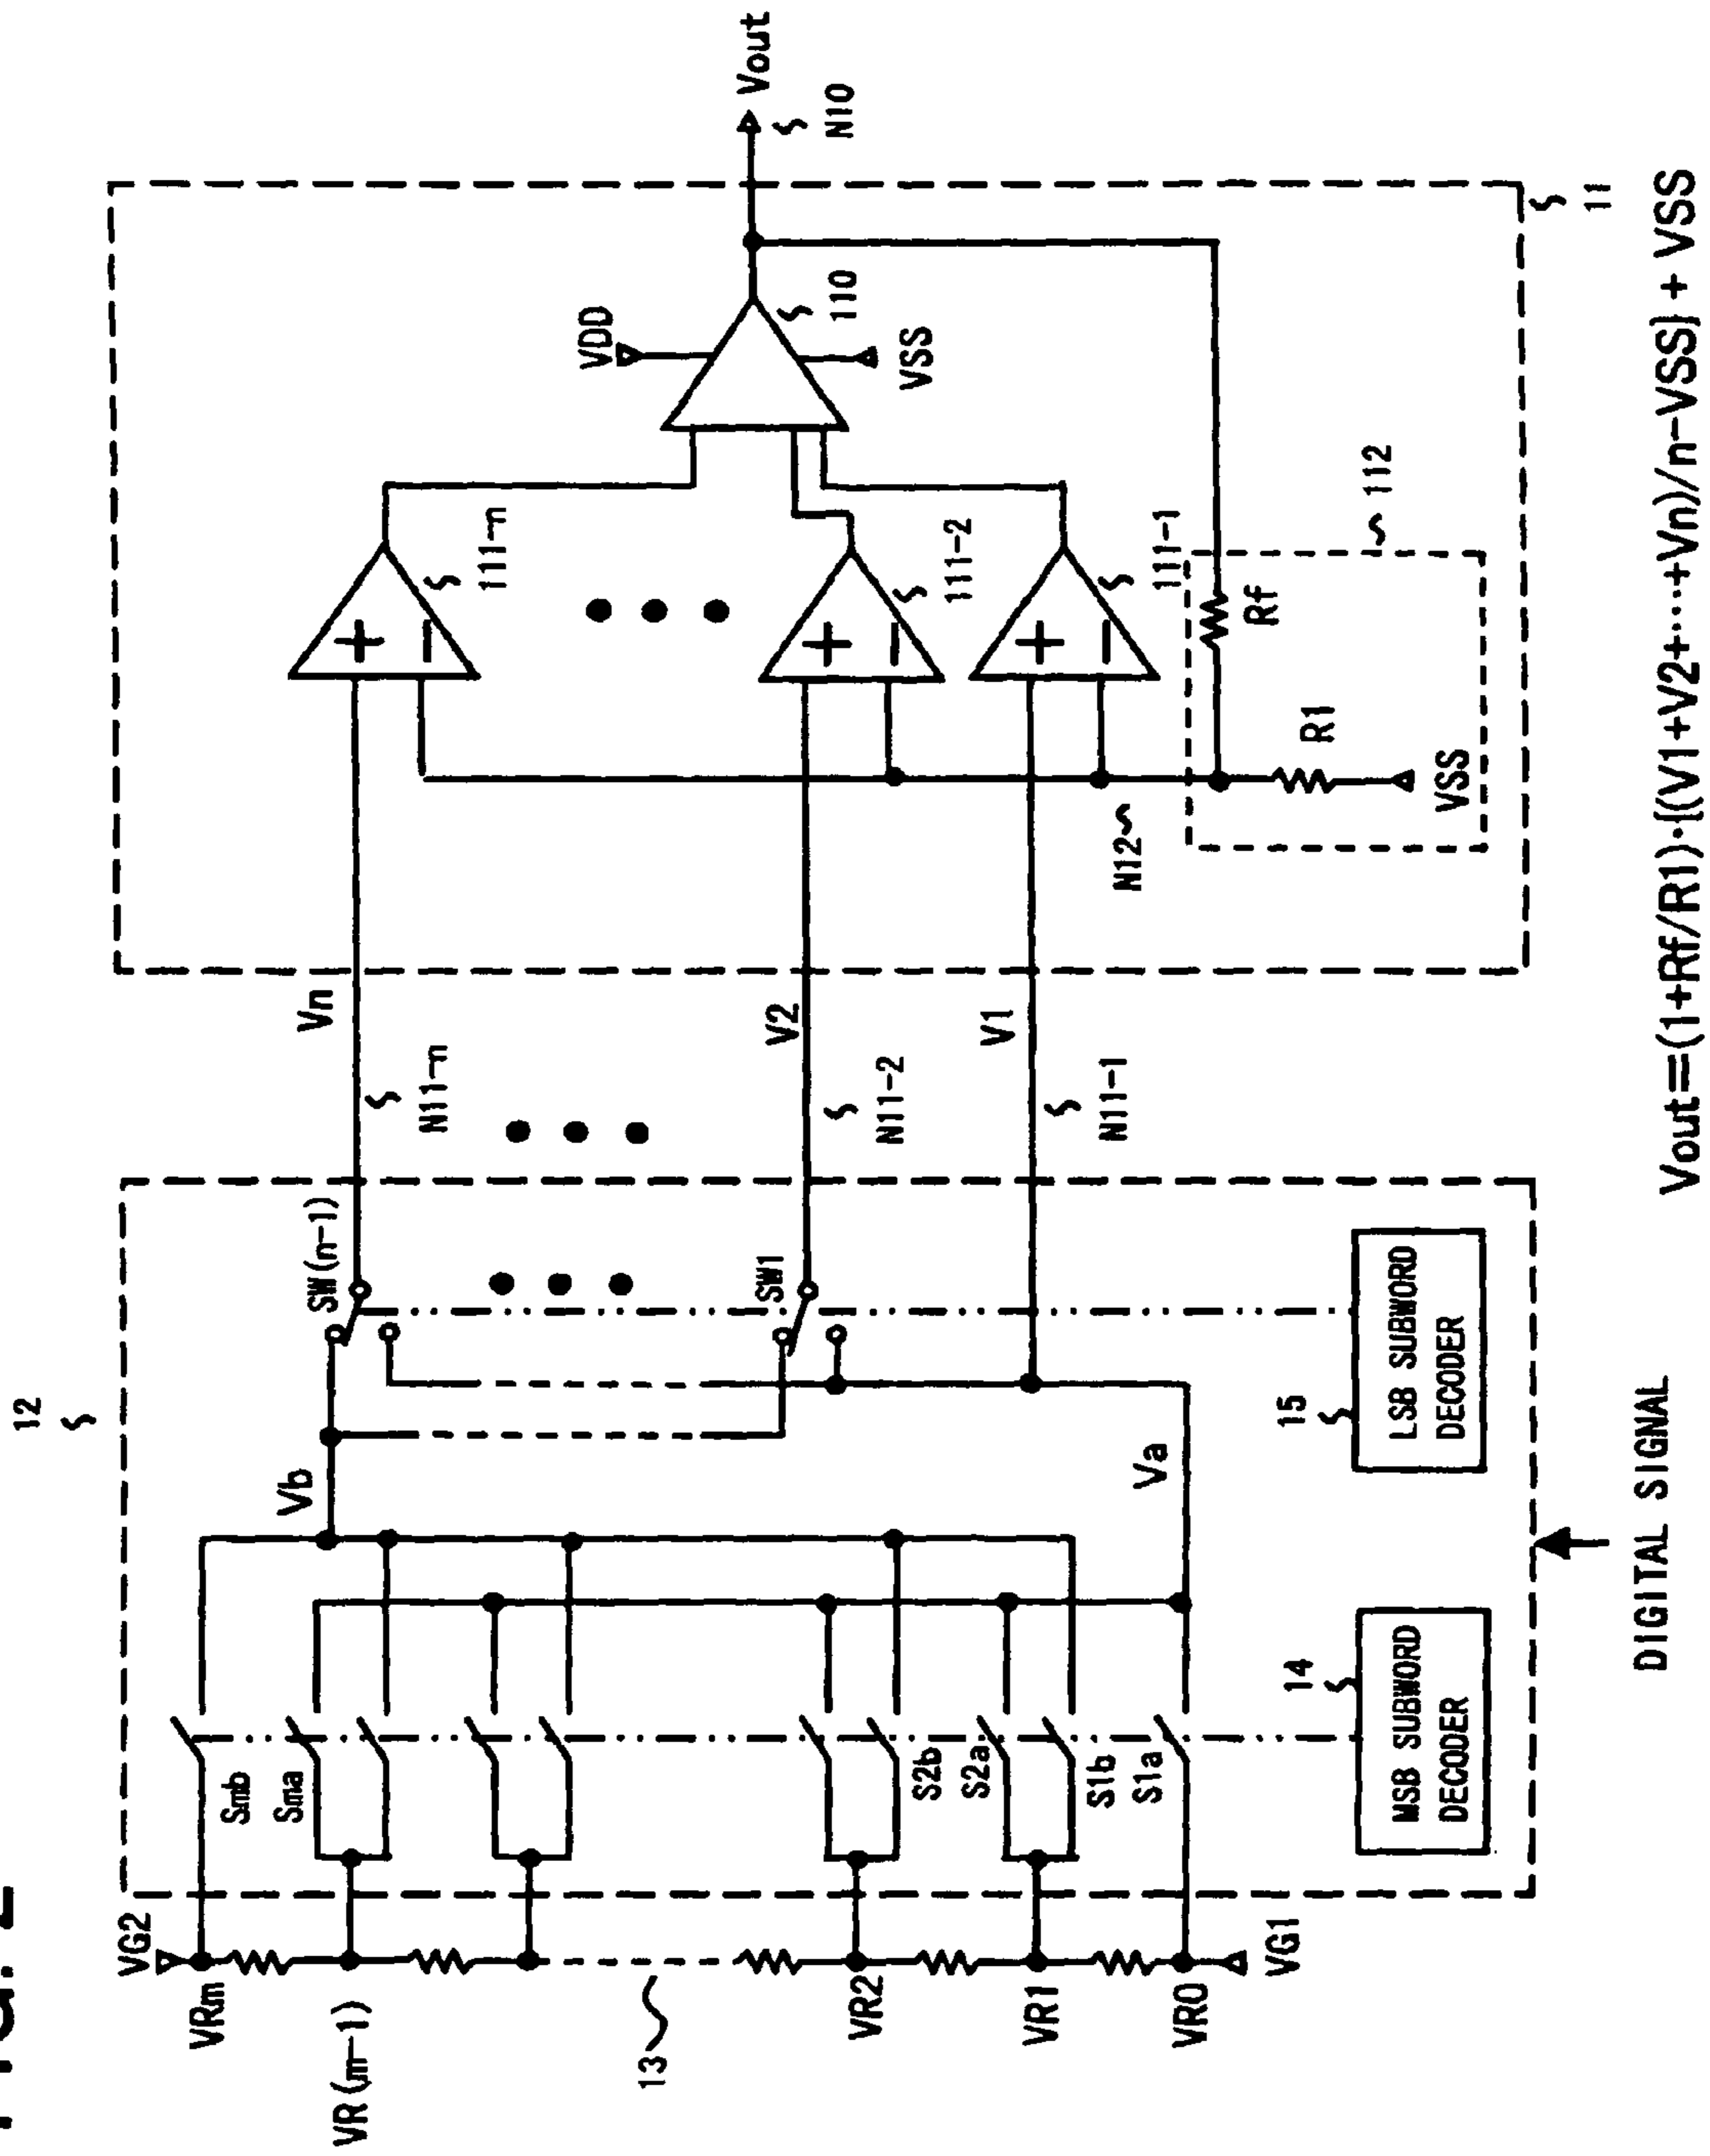 12
VG2
VRm
VR(m-1)
13
VR2
VR1
VR0
VG1
Smb
Sma
S2b
S2a
S1b
S1a
14
MSB SUBWORD
DECODER
Vb
Va
SW(n-1)
SW1
15
LSB SUBWORD
DECODER
DIGITAL SIGNAL
Vn
N11-n
V2
N11-2
V1
N11-1
+
−
111-n
+
−
111-2
+
−
111-1
N12
R1
Rf
VSS
112
VDD
110
VSS
Vout
N10
11
Vout=(1+Rf/R1)·{(V1+V2+·····+Vn)/n-VSS} + VSS